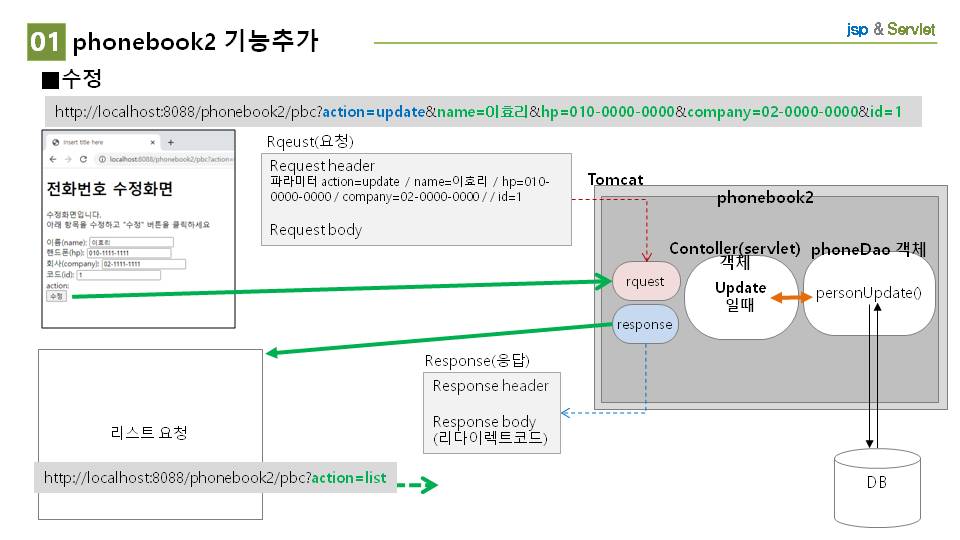 01 phonebook2 기능추가
jsp & Servlet
■수정
http://localhost:8088/phonebook2/pbc?action=update&name=이효리&hp=010-0000-0000&company=02-0000-0000&id=1
Insert title here
localhost:8088/phonebook2/pbc?action=
전화번호 수정화면
수정화면입니다.
아래 항목을 수정하고 "수정" 버튼을 클릭하세요
이름(name): 이효리
핸드폰(hp): 010-1111-1111
회사(company): 02-1111-1111
코드(id): 1
action:
수정
Rqeust(요청)
Request header
파라미터 action=update / name=이효리 / hp=010-
0000-0000 / company=02-0000-0000 / / id=1
Request body
Tomcat
phonebook2
Contoller(servlet)
객체
phoneDao 객체
Update
일때
personUpdate()
rquest
response
Response(응답)
Response header
Response body
(리다이렉트코드)
리스트 요청
http://localhost:8088/phonebook2/pbc?action=list
DB